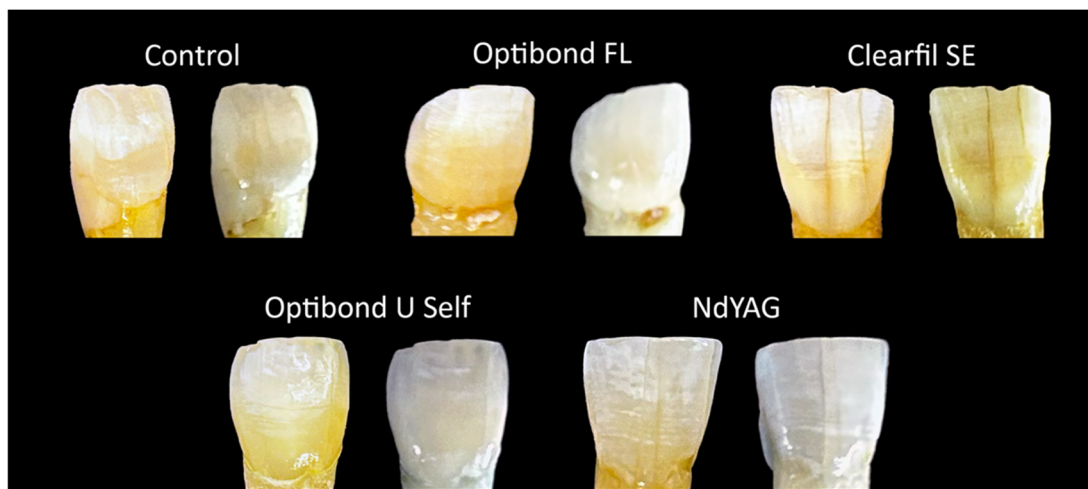 Control
Optibond FL
Clearfil SE
Optibond U Self
NdYAG